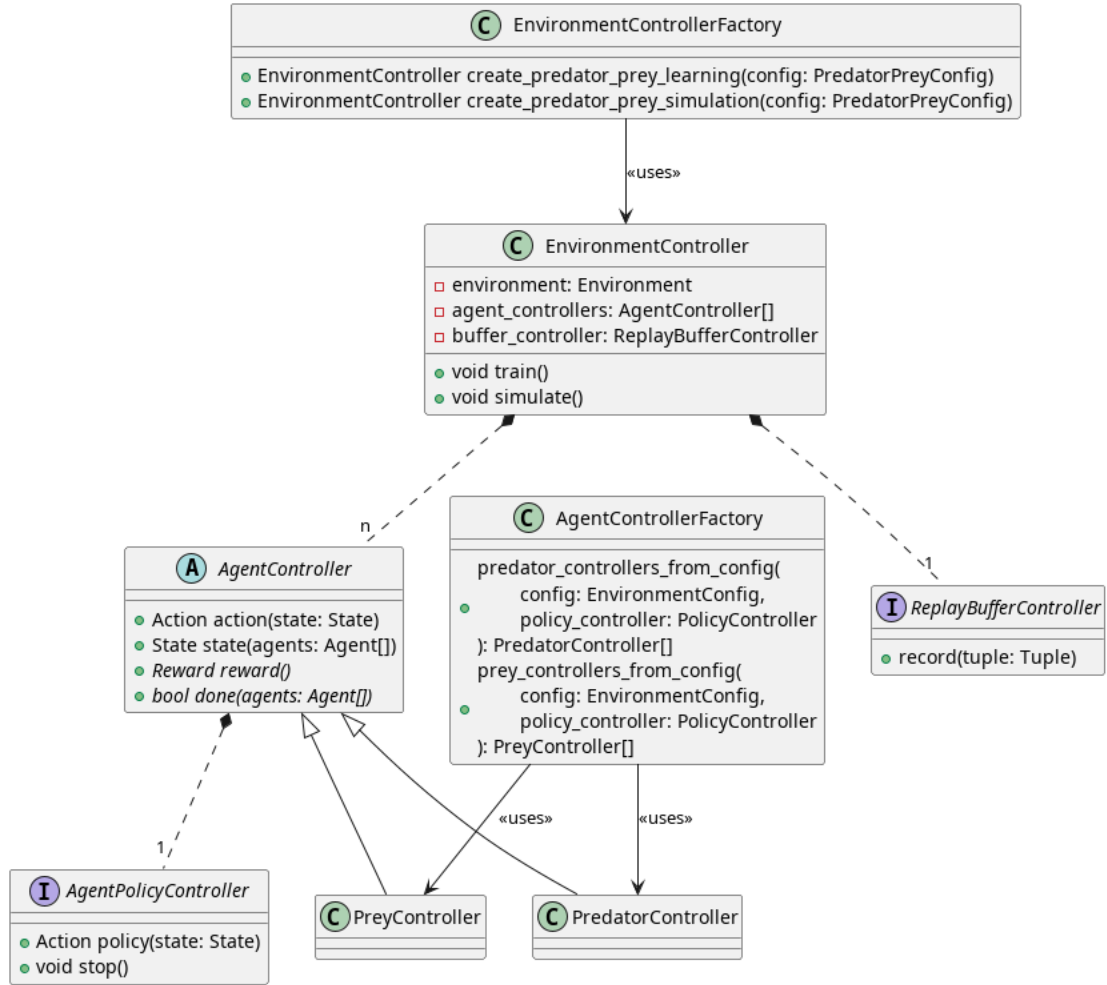 C EnvironmentControllerFactory
EnvironmentController create_predator_prey_learning(config: PredatorPreyConfig)
EnvironmentController create_predator_prey_simulation(config: PredatorPreyConfig)
«uses»
C EnvironmentController
environment: Environment
agent_controllers: AgentController[]
buffer_controller: ReplayBufferController
void train()
void simulate()
n
1
A AgentController
Action action(state: State)
State state(agents: Agent[])
Reward reward()
bool done(agents: Agent[])
C AgentControllerFactory
predator_controllers_from_config(
config: EnvironmentConfig,
policy_controller: PolicyController
): PredatorController[]
prey_controllers_from_config(
config: EnvironmentConfig,
policy_controller: PolicyController
): PreyController[]
I ReplayBufferController
record(tuple: Tuple)
«uses»
«uses»
1
I AgentPolicyController
Action policy(state: State)
void stop()
C PreyController
C PredatorController